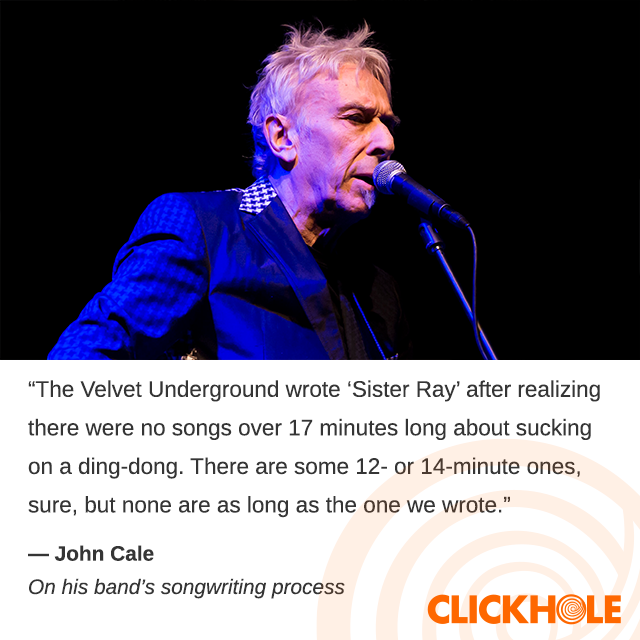 “The Velvet Underground wrote ‘Sister Ray’ after realizing
there were no songs over 17 minutes long about sucking
on a ding-dong. There are some 12- or 14-minute ones,
sure, but none are as long as the one we wrote.”
— John Cale
On his band’s songwriting process
CLICKHOLE